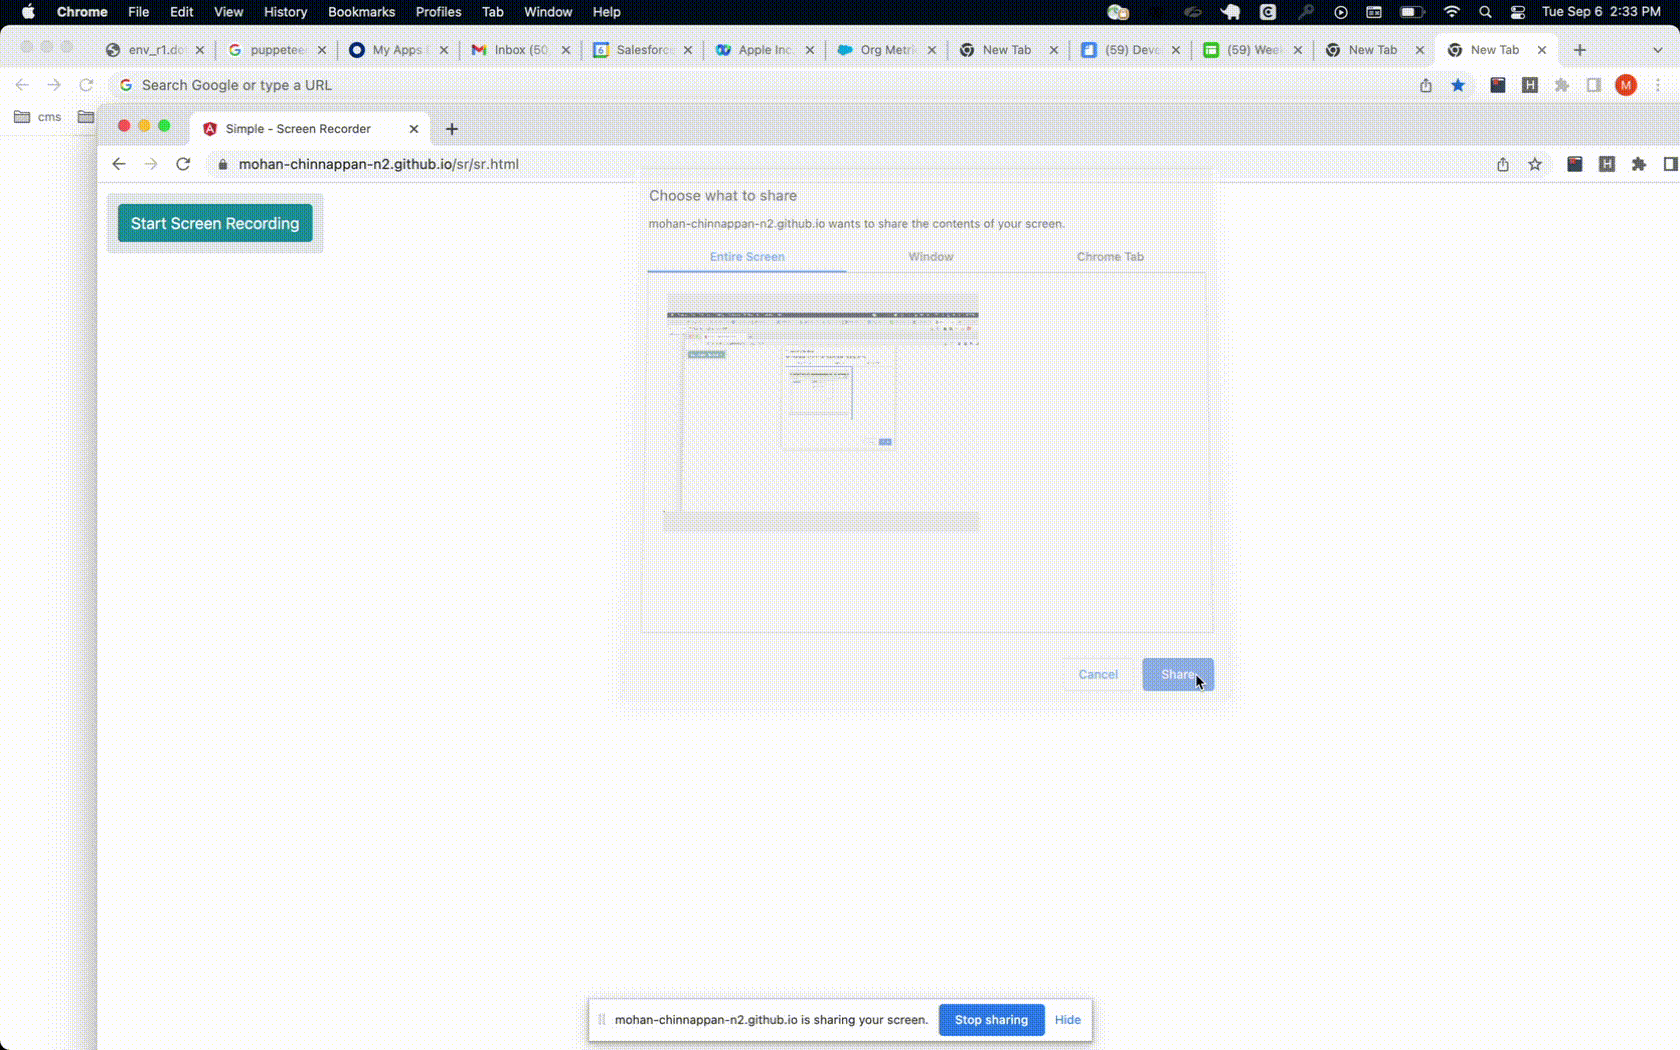 Chrome File Edit View History Bookmarks Profiles Tab Window Help Tue Sep 6 2:33 PM
env_r1.do puppetee My Apps Inbox (50 Salesforc Apple Inc. Org Metri New Tab (59) Deve (59) Wee New Tab New Tab
Search Google or type a URL M
cms
Simple - Screen Recorder
mohan-chinnappan-n2.github.io/sr/sr.html
Start Screen Recording
Choose what to share
mohan-chinnappan-n2.github.io wants to share the contents of your screen.
Entire Screen Window Chrome Tab
Cancel Share
mohan-chinnappan-n2.github.io is sharing your screen. Stop sharing Hide